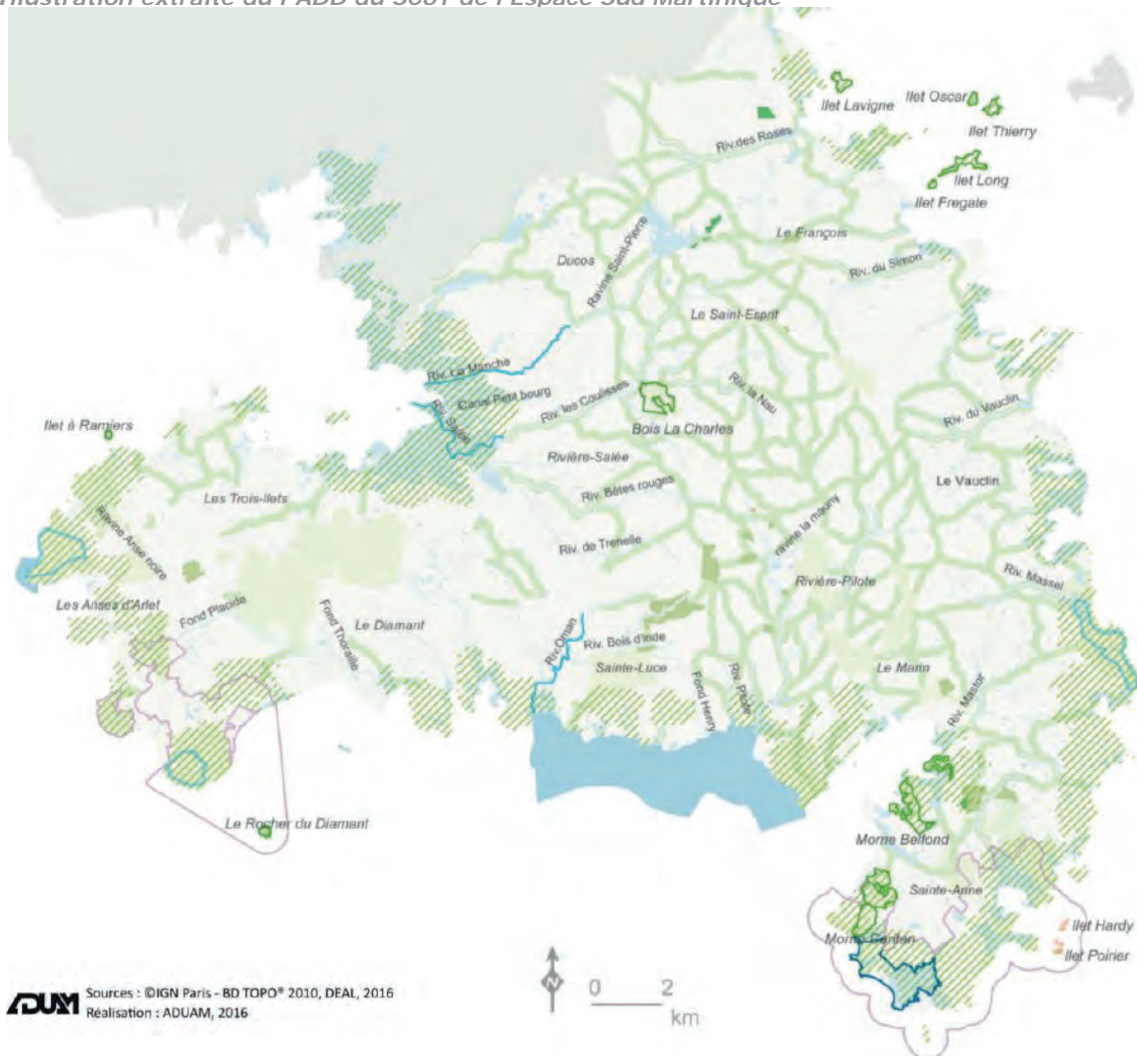 Illustration extraite du PADD du SCoT de l'Espace Sud Martinique
Ilet Lavigne
Ilet Oscar
Ilet Thierry
Riv.des Roses
Ilet Long
Ilet Fregate
Le François
Ducos
Ravine Saint-Pierre
Riv. du Simon
Le Saint-Esprit
Riv. La Manche
Canal Petit bourg
Riv. Salée
Riv. les Coulisses
Riv. la Nau
Riv. du Vauclin
Bois La Charles
Ilet à Ramiers
Rivière-Salée
Le Vauclin
Riv. Bêtes rouges
Les Trois-Ilets
Ravine Anse noire
Riv. de Trenelle
rivière la mauny
Rivière-Pilote
Riv. Massel
Les Anses d'Arlet
Fond Placide
Fond Thoraille
Le Diamant
Riv. Oman
Riv. Bois d'inde
Sainte-Luce
Fond Henry
Riv. Pilote
Le Marin
Riv. Mastor
Le Rocher du Diamant
Morne Belfond
Sainte-Anne
Ilet Hardy
Ilet Poirier
ADUAM
Sources : ©IGN Paris - BD TOPO® 2010, DEAL, 2016
Réalisation : ADUAM, 2016
N
0 2
km